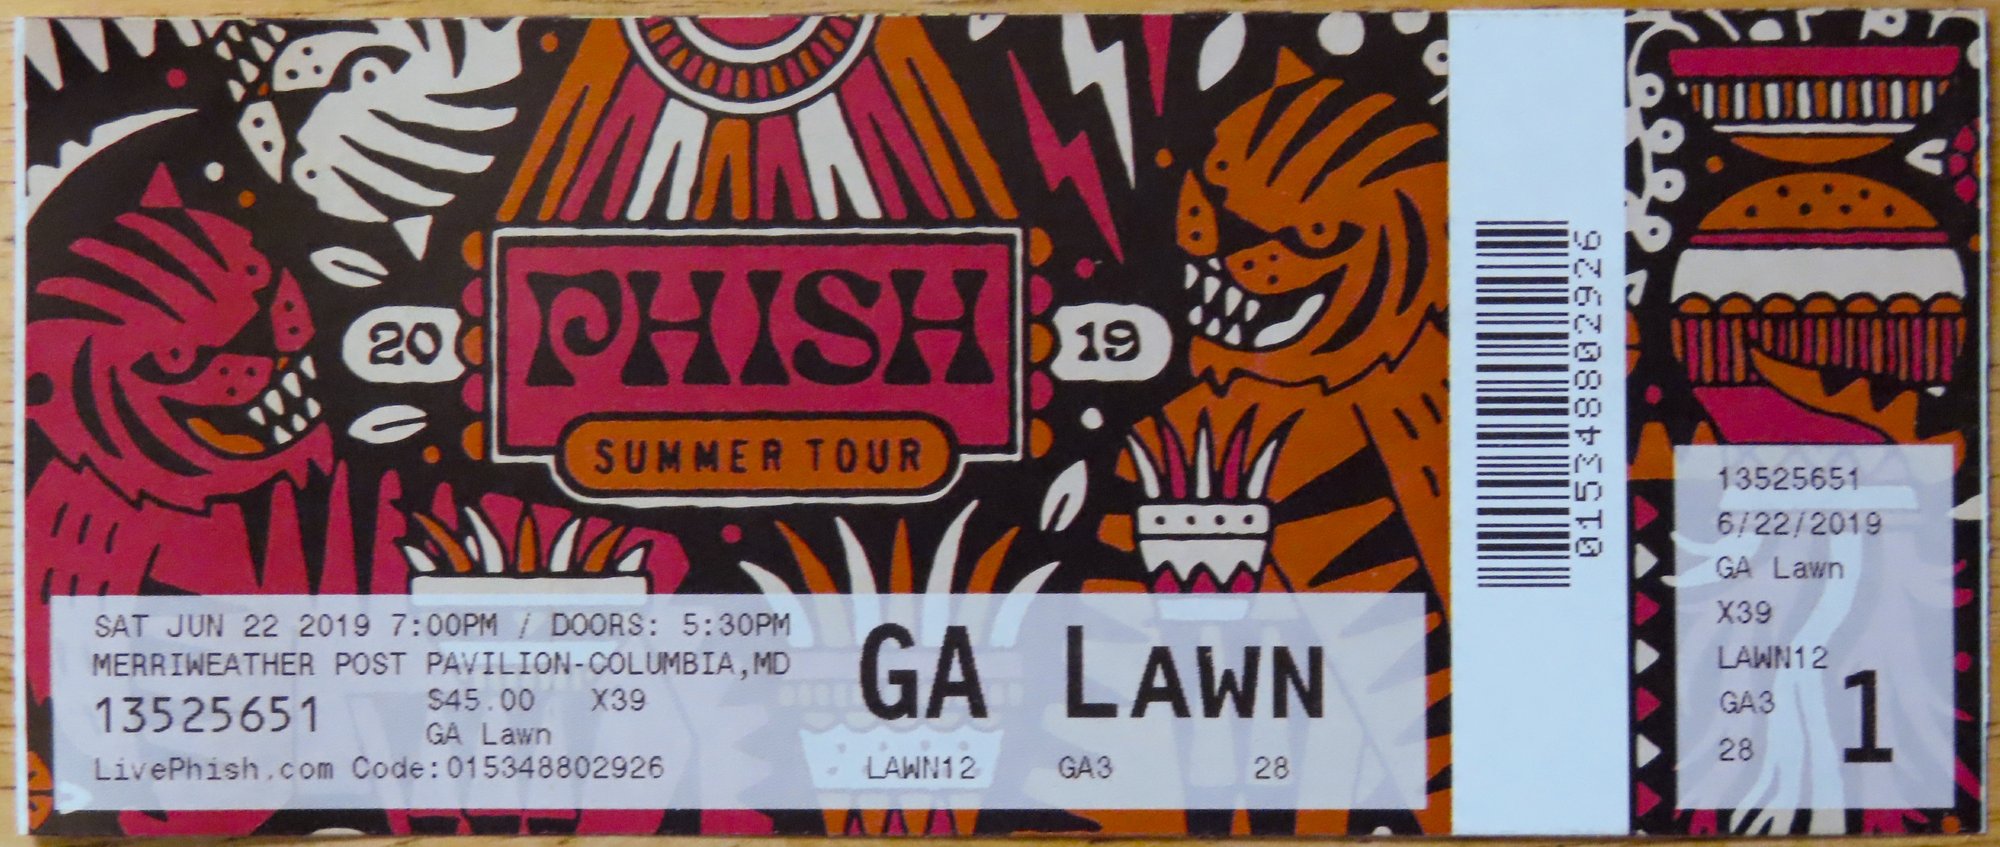 20 PHISH 19
SUMMER TOUR
SAT JUN 22 2019 7:00PM / DOORS: 5:30PM
MERRIWEATHER POST PAVILION-COLUMBIA,MD
13525651
$45.00 X39
GA Lawn
LivePhish.com Code:015348802926
GA LAWN
LAWN12 GA3 28
015348802926
13525651
6/22/2019
GA Lawn
X39
LAWN12
GA3
28
1